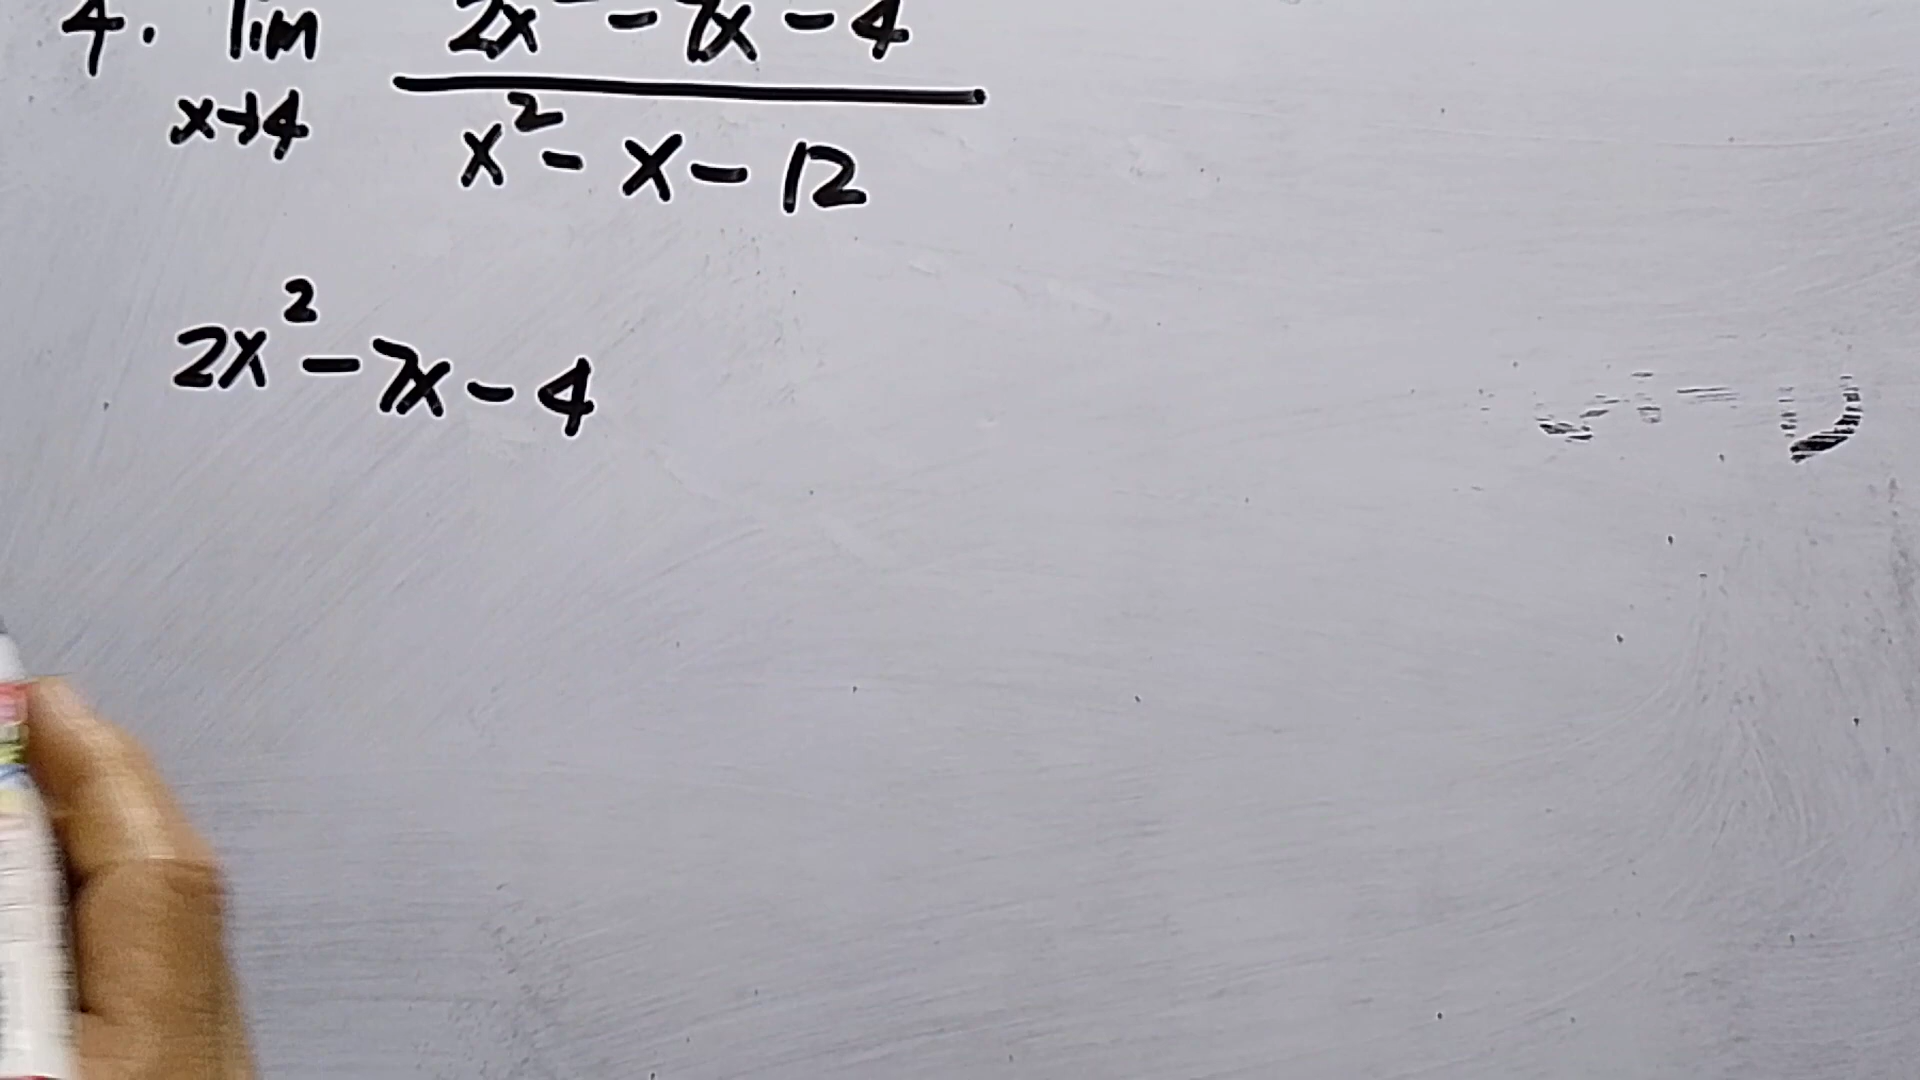 4. lim 2x² - 7x - 4
x→4 x² - x - 12
2x² - 7x - 4